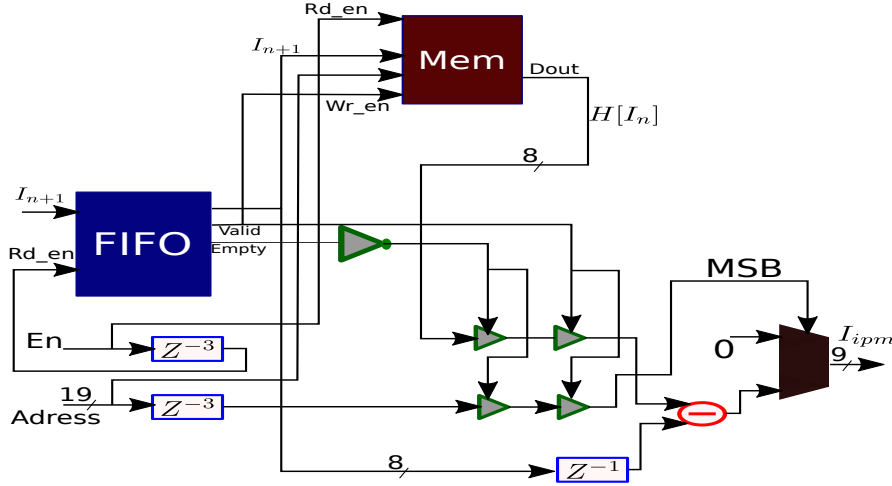 Rd_en
I_{n+1}
Mem
Dout
Wr_en
H[I_n]
8
I_{n+1}
FIFO
Valid
Empty
Rd_en
MSB
En
Z^{-3}
0
I_{ipm}
9
19
Adress
Z^{-3}
8
Z^{-1}